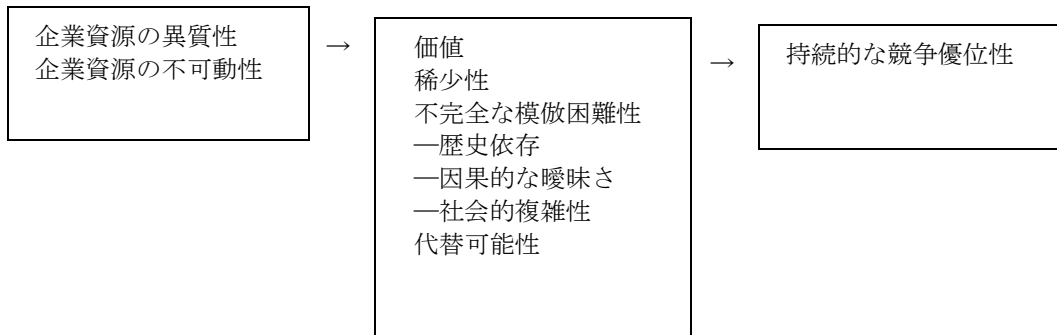 企業資源の異質性
企業資源の不可動性
→
価値
稀少性
不完全な模倣困難性
―歴史依存
―因果的な曖昧さ
―社会的複雑性
代替可能性
→
持続的な競争優位性